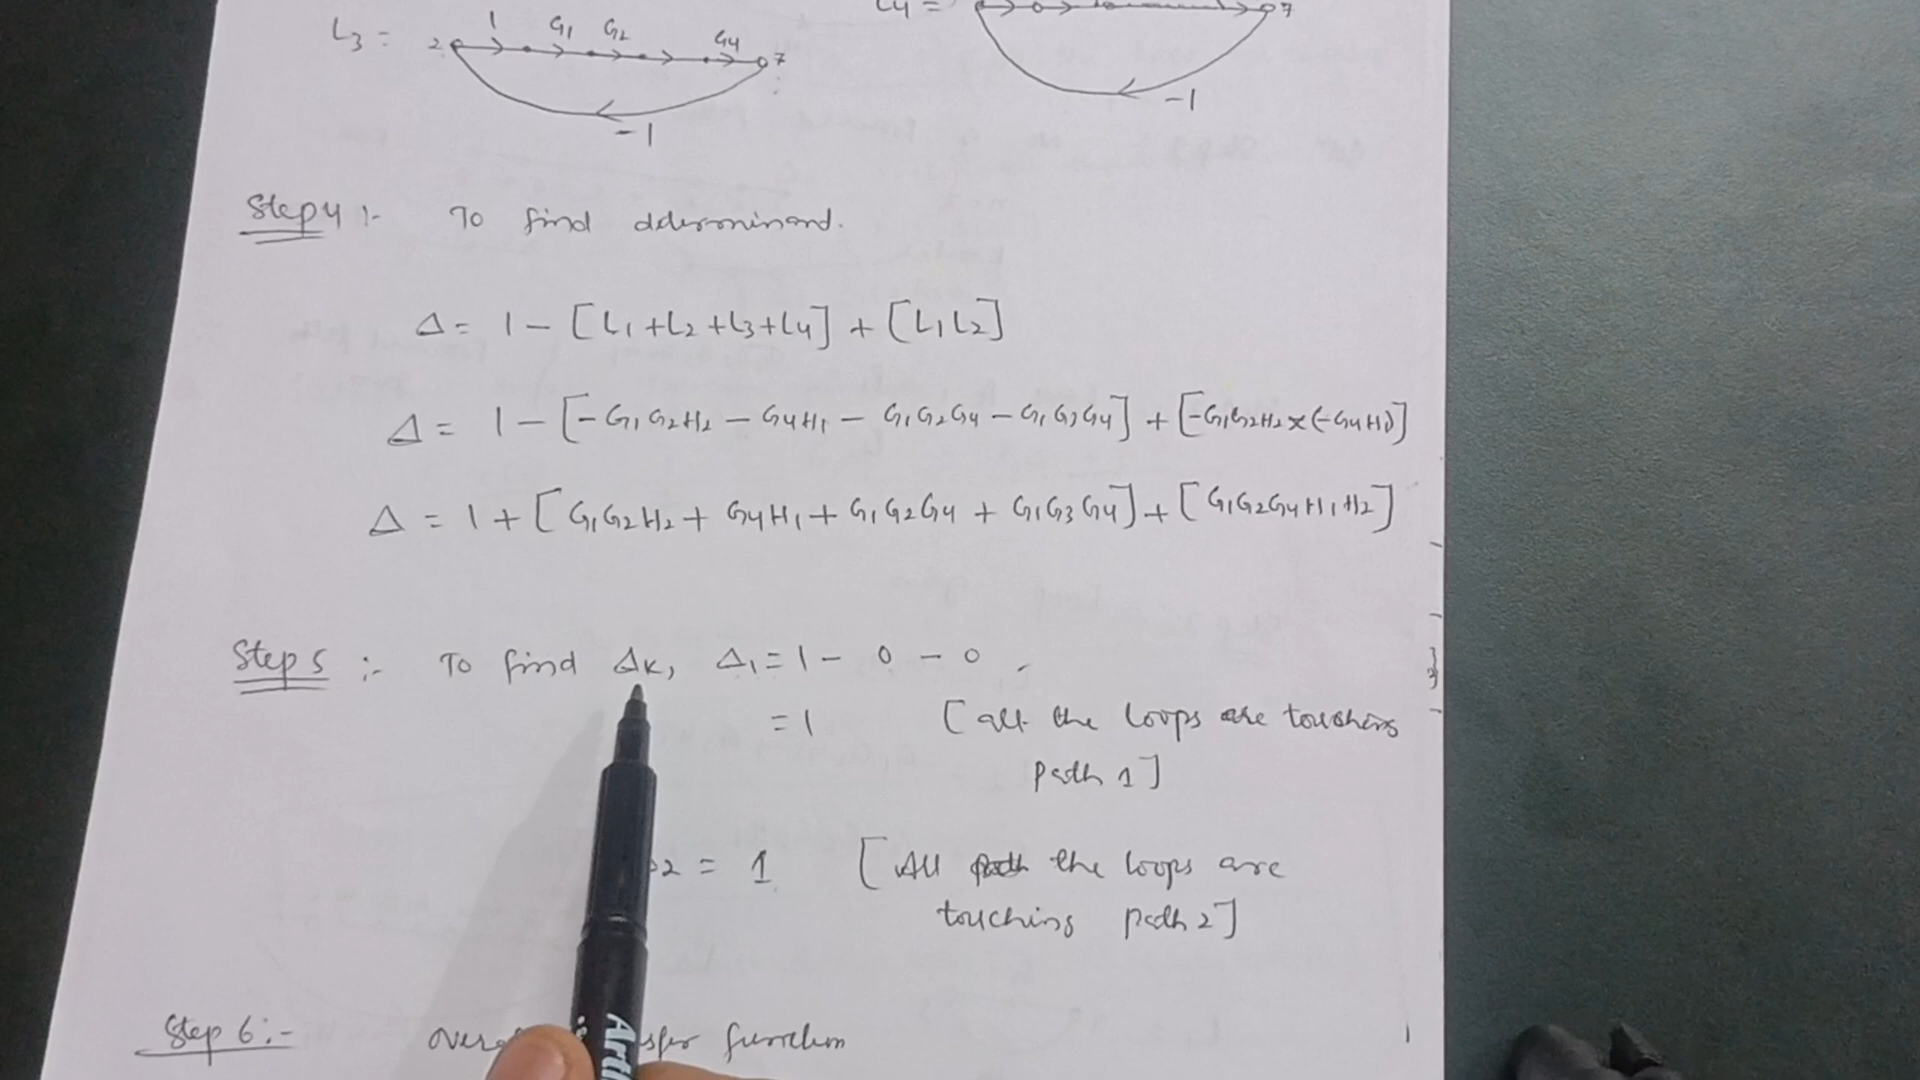 L3 = 2 1 G1 G2 G4 7
-1
L4 = 7
-1
Step 4 :- To find determinand.
Δ = 1 - [L1 + L2 + L3 + L4] + [L1 L2]
Δ = 1 - [-G1G2H2 - G4H1 - G1G2G4 - G1G3G4] + [-G1G2H2 × (-G4H1)]
Δ = 1 + [G1G2H2 + G4H1 + G1G2G4 + G1G3G4] + [G1G2G4H1H2]
Step 5 :- To find ΔK, Δ1 = 1 - 0 - 0
= 1 [all the loops are touching
path 1]
2 = 1 [All the loops are
touching path 2]
Step 6 :- function
Artl